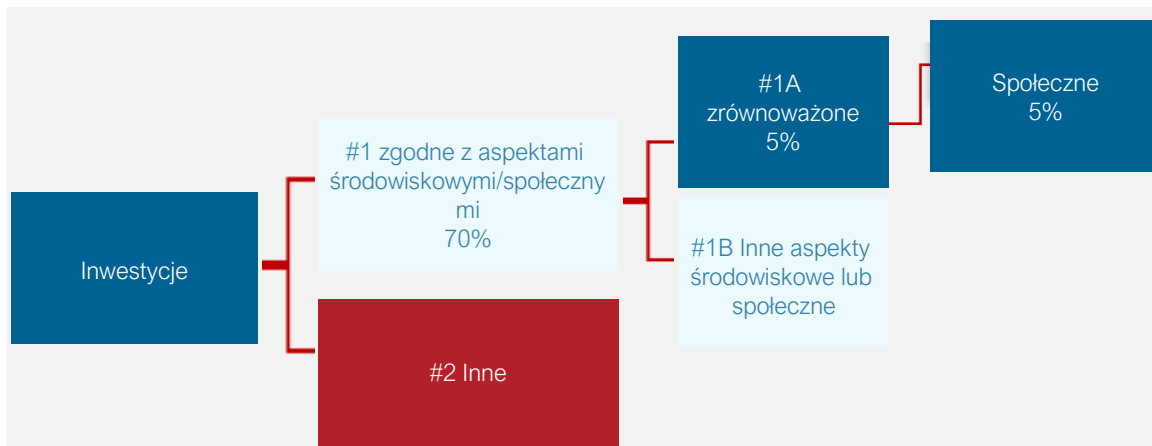 Inwestycje
#1 zgodne z aspektami
środowiskowymi/społeczny
mi
70%
#2 Inne
#1A
zrównoważone
5%
#1B Inne aspekty
środowiskowe lub
społeczne
Społeczne
5%